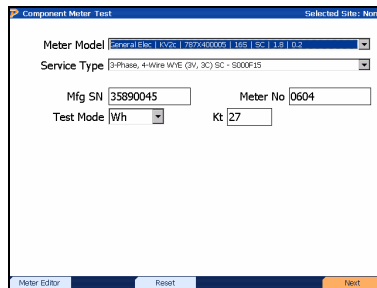 Component Meter Test Selected Site: Non
Meter Model General Elec | KV2c | 787X400005 | 16S | SC | 1.8 | 0.2
Service Type 3-Phase, 4-Wire WYE (3V, 3C) SC - S000F15
Mfg SN 35890045 Meter No 0604
Test Mode Wh Kt 27
Meter Editor Reset Next